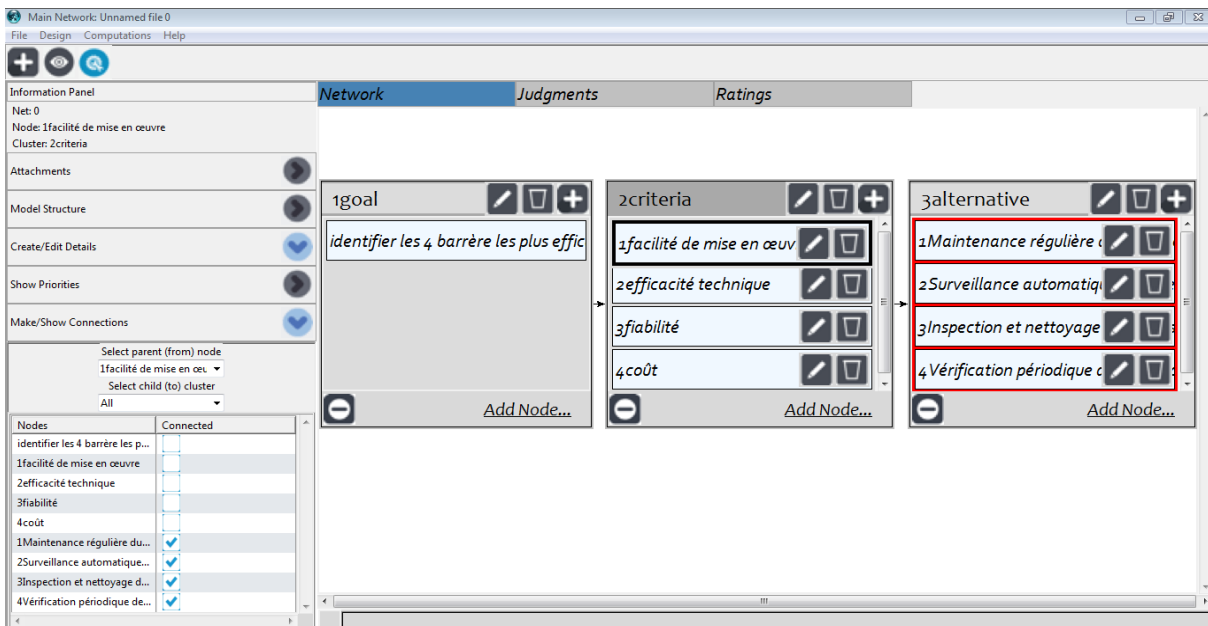 Main Network: Unnamed file 0
File Design Computations Help
Information Panel
Net: 0
Node: 1facilité de mise en œuvre
Cluster: 2criteria
Attachments
Model Structure
Create/Edit Details
Show Priorities
Make/Show Connections
Select parent (from) node
1facilité de mise en œu
Select child (to) cluster
All
Nodes Connected
identifier les 4 barrère les p...
1facilité de mise en œuvre
2efficacité technique
3fiabilité
4coût
1Maintenance régulière du...
2Surveillance automatique...
3Inspection et nettoyage d...
4Vérification périodique de...
Network Judgments Ratings
1goal
identifier les 4 barrère les plus effic
Add Node...
2criteria
1facilité de mise en œuv
2efficacité technique
3fiabilité
4coût
Add Node...
3alternative
1Maintenance régulière
2Surveillance automatiq
3Inspection et nettoyage
4Vérification périodique
Add Node...